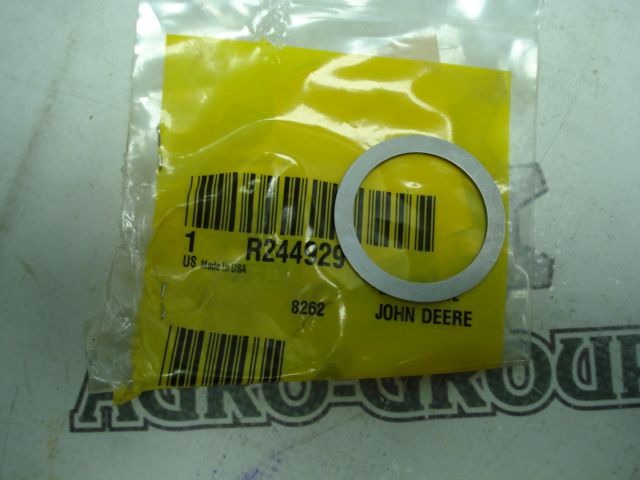 1 R244929
US Made in USA
8262 JOHN DEERE
AGRO-GROUP